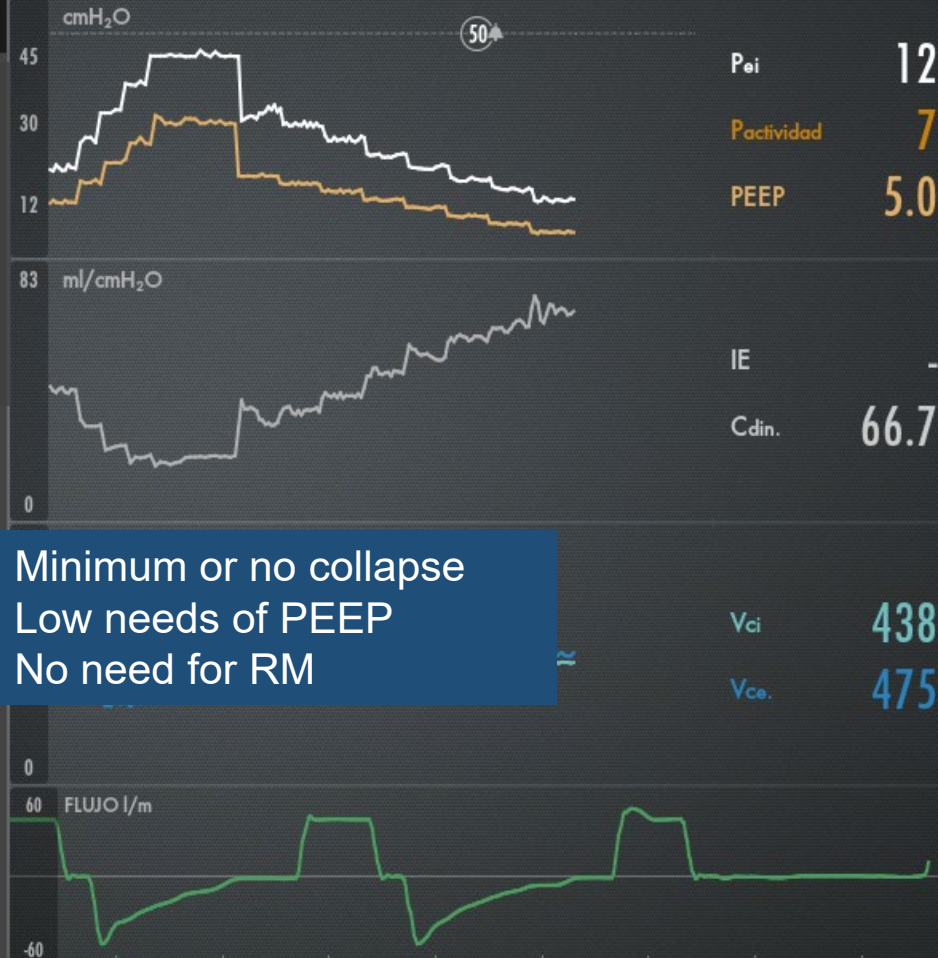 cmH₂O
50
45
30
12
Pei 12
Pactividad 7
PEEP 5.0
83 ml/cmH₂O
IE -
Cdin. 66.7
0
Minimum or no collapse
Low needs of PEEP
No need for RM
Vci 438
Vce. 475
0
60 FLUJO l/m
-60